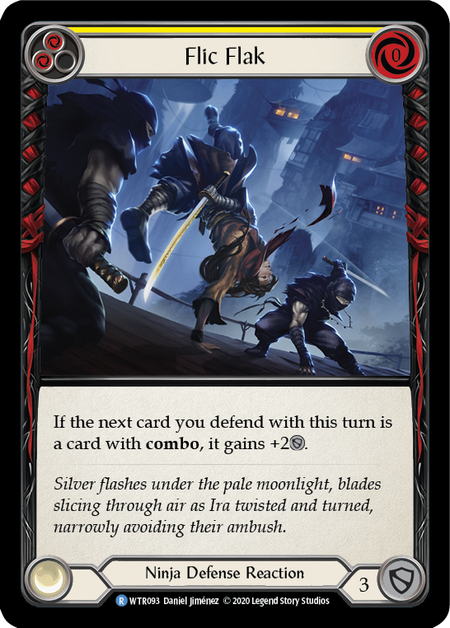 Flic Flak
0
If the next card you defend with this turn is
a card with combo, it gains +2.
Silver flashes under the pale moonlight, blades
slicing through air as Ira twisted and turned,
narrowly avoiding their ambush.
Ninja Defense Reaction
3
R WTR093 Daniel Jiménez © 2020 Legend Story Studios